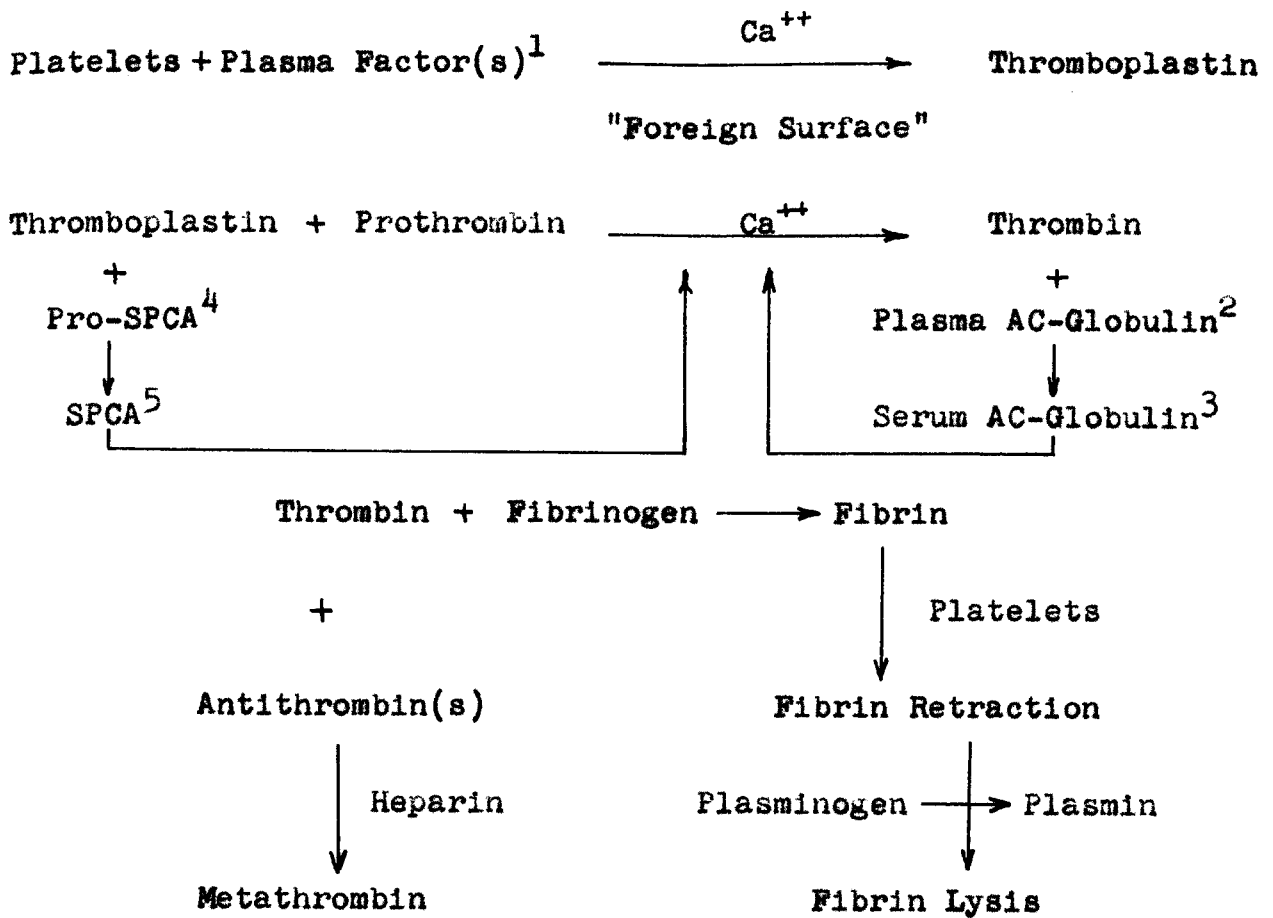 Ca++
Platelets + Plasma Factor(s)1 Thromboplastin
"Foreign Surface"
Thromboplastin + Prothrombin Ca++ Thrombin
+ +
Pro-SPCA4 Plasma AC-Globulin2
SPCA5 Serum AC-Globulin3
Thrombin + Fibrinogen Fibrin
+ Platelets
Antithrombin(s) Fibrin Retraction
Heparin Plasminogen Plasmin
Metathrombin Fibrin Lysis